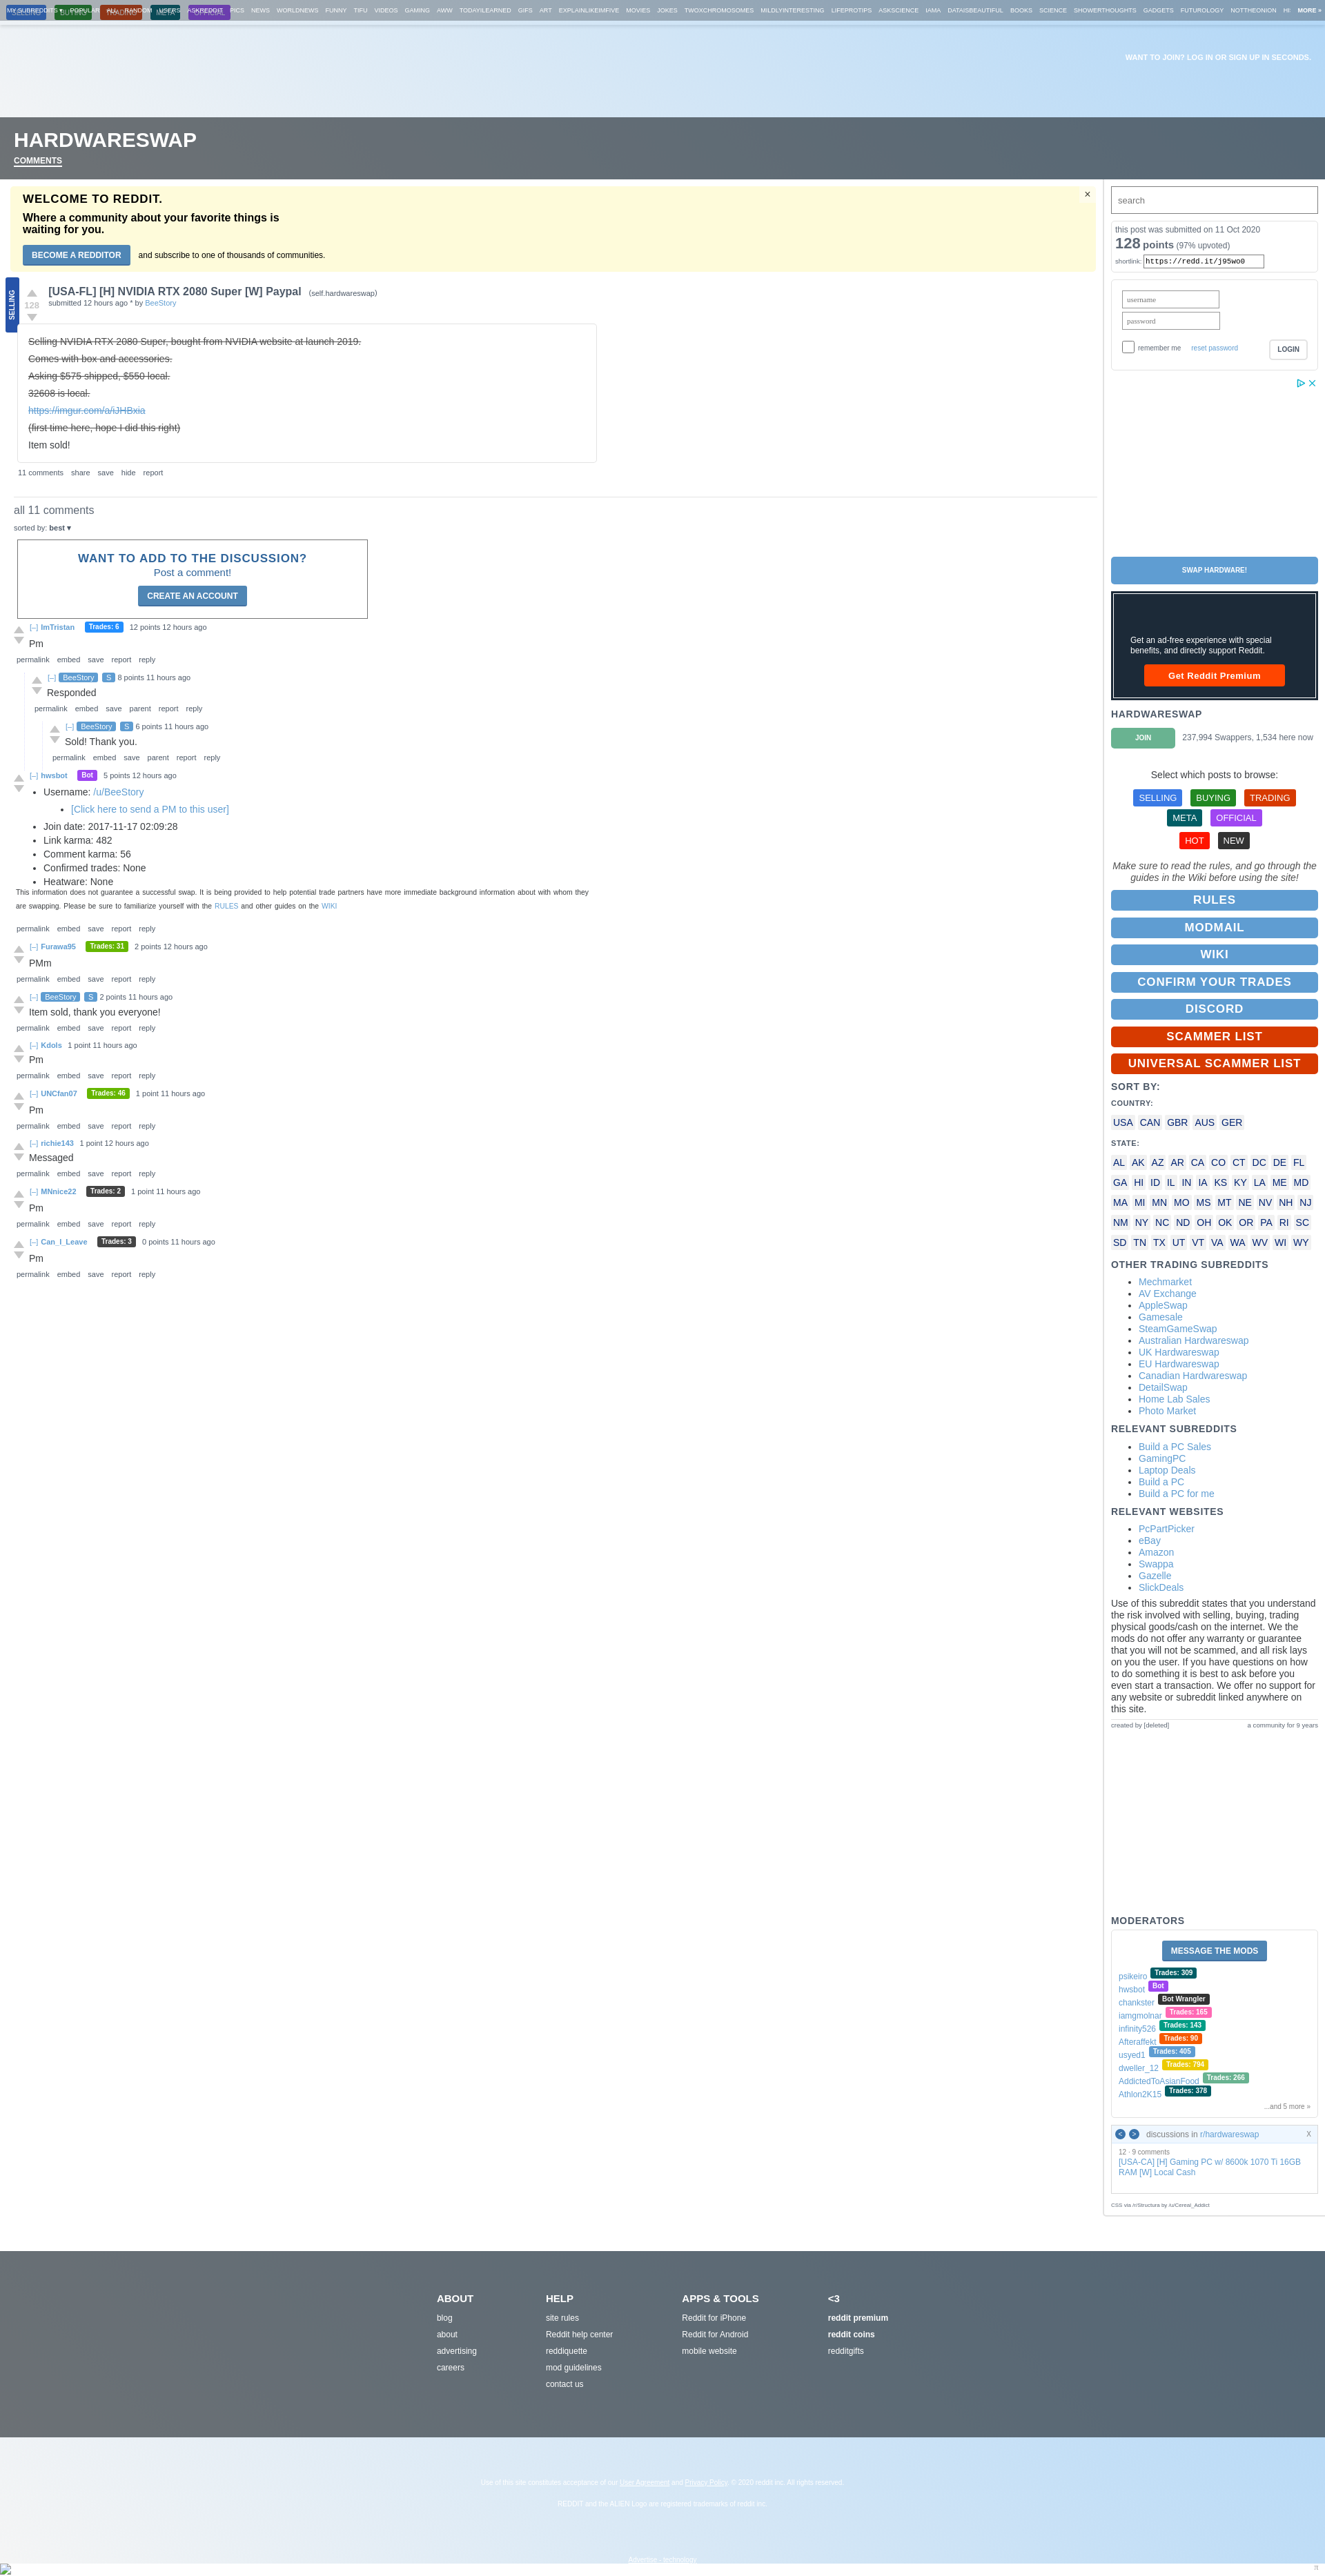 MY SUBREDDITS ▾ POPULAR ALL RANDOM USERS ASKREDDIT PICS NEWS WORLDNEWS FUNNY TIFU VIDEOS GAMING AWW TODAYILEARNED GIFS ART EXPLAINLIKEIMFIVE MOVIES JOKES TWOXCHROMOSOMES MILDLYINTERESTING LIFEPROTIPS ASKSCIENCE IAMA DATAISBEAUTIFUL BOOKS SCIENCE SHOWERTHOUGHTS GADGETS FUTUROLOGY NOTTHEONION HI MORE »
SELLING BUYING TRADING META OFFICIAL
WANT TO JOIN? LOG IN OR SIGN UP IN SECONDS.
HARDWARESWAP
COMMENTS
WELCOME TO REDDIT.
×
Where a community about your favorite things is
waiting for you.
BECOME A REDDITOR and subscribe to one of thousands of communities.
SELLING
128
[USA-FL] [H] NVIDIA RTX 2080 Super [W] Paypal (self.hardwareswap)
submitted 12 hours ago * by BeeStory
Selling NVIDIA RTX 2080 Super, bought from NVIDIA website at launch 2019.
Comes with box and accessories.
Asking $575 shipped, $550 local.
32608 is local.
https://imgur.com/a/iJHBxia
(first time here, hope I did this right)
Item sold!
11 comments share save hide report
all 11 comments
sorted by: best ▾
WANT TO ADD TO THE DISCUSSION?
Post a comment!
CREATE AN ACCOUNT
[–] ImTristan Trades: 6 12 points 12 hours ago
Pm
permalink embed save report reply
[–] BeeStory S 8 points 11 hours ago
Responded
permalink embed save parent report reply
[–] BeeStory S 6 points 11 hours ago
Sold! Thank you.
permalink embed save parent report reply
[–] hwsbot Bot 5 points 12 hours ago
• Username: /u/BeeStory
• [Click here to send a PM to this user]
• Join date: 2017-11-17 02:09:28
• Link karma: 482
• Comment karma: 56
• Confirmed trades: None
• Heatware: None
This information does not guarantee a successful swap. It is being provided to help potential trade partners have more immediate background information about with whom they
are swapping. Please be sure to familiarize yourself with the RULES and other guides on the WIKI
permalink embed save report reply
[–] Furawa95 Trades: 31 2 points 12 hours ago
PMm
permalink embed save report reply
[–] BeeStory S 2 points 11 hours ago
Item sold, thank you everyone!
permalink embed save report reply
[–] Kdols 1 point 11 hours ago
Pm
permalink embed save report reply
[–] UNCfan07 Trades: 46 1 point 11 hours ago
Pm
permalink embed save report reply
[–] richie143 1 point 12 hours ago
Messaged
permalink embed save report reply
[–] MNnice22 Trades: 2 1 point 11 hours ago
Pm
permalink embed save report reply
[–] Can_I_Leave Trades: 3 0 points 11 hours ago
Pm
permalink embed save report reply
search
this post was submitted on 11 Oct 2020
128 points (97% upvoted)
shortlink: https://redd.it/j95wo0
username
password
remember me reset password LOGIN
SWAP HARDWARE!
Get an ad-free experience with special
benefits, and directly support Reddit.
Get Reddit Premium
HARDWARESWAP
JOIN 237,994 Swappers, 1,534 here now
Select which posts to browse:
SELLING BUYING TRADING
META OFFICIAL
HOT NEW
Make sure to read the rules, and go through the
guides in the Wiki before using the site!
RULES
MODMAIL
WIKI
CONFIRM YOUR TRADES
DISCORD
SCAMMER LIST
UNIVERSAL SCAMMER LIST
SORT BY:
COUNTRY:
USA CAN GBR AUS GER
STATE:
AL AK AZ AR CA CO CT DC DE FL
GA HI ID IL IN IA KS KY LA ME MD
MA MI MN MO MS MT NE NV NH NJ
NM NY NC ND OH OK OR PA RI SC
SD TN TX UT VT VA WA WV WI WY
OTHER TRADING SUBREDDITS
• Mechmarket
• AV Exchange
• AppleSwap
• Gamesale
• SteamGameSwap
• Australian Hardwareswap
• UK Hardwareswap
• EU Hardwareswap
• Canadian Hardwareswap
• DetailSwap
• Home Lab Sales
• Photo Market
RELEVANT SUBREDDITS
• Build a PC Sales
• GamingPC
• Laptop Deals
• Build a PC
• Build a PC for me
RELEVANT WEBSITES
• PcPartPicker
• eBay
• Amazon
• Swappa
• Gazelle
• SlickDeals
Use of this subreddit states that you understand
the risk involved with selling, buying, trading
physical goods/cash on the internet. We the
mods do not offer any warranty or guarantee
that you will not be scammed, and all risk lays
on you the user. If you have questions on how
to do something it is best to ask before you
even start a transaction. We offer no support for
any website or subreddit linked anywhere on
this site.
created by [deleted] a community for 9 years
MODERATORS
MESSAGE THE MODS
psikeiro Trades: 309
hwsbot Bot
chankster Bot Wrangler
iamgmolnar Trades: 165
infinity526 Trades: 143
Afteraffekt Trades: 90
usyed1 Trades: 405
dweller_12 Trades: 794
AddictedToAsianFood Trades: 266
Athlon2K15 Trades: 378
...and 5 more »
< > discussions in r/hardwareswap X
12 · 9 comments
[USA-CA] [H] Gaming PC w/ 8600k 1070 Ti 16GB
RAM [W] Local Cash
CSS via /r/Structura by /u/Cereal_Addict
ABOUT
blog
about
advertising
careers
HELP
site rules
Reddit help center
reddiquette
mod guidelines
contact us
APPS & TOOLS
Reddit for iPhone
Reddit for Android
mobile website
<3
reddit premium
reddit coins
redditgifts
Use of this site constitutes acceptance of our User Agreement and Privacy Policy. © 2020 reddit inc. All rights reserved.
REDDIT and the ALIEN Logo are registered trademarks of reddit inc.
Advertise - technology
π